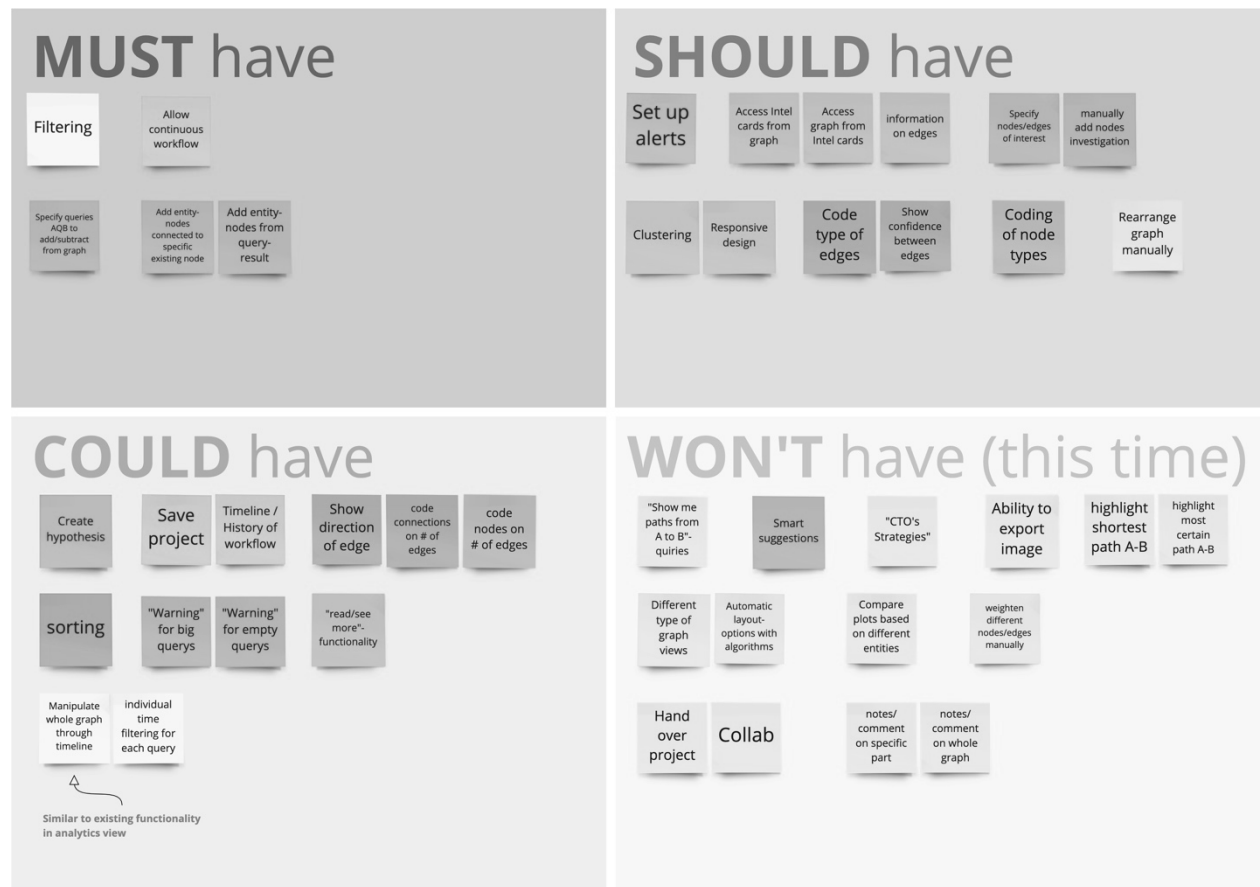 MUST have
Filtering
Allow
continuous
workflow
Specify queries
AQB to
add/subtract
from graph
Add entity-
nodes
connected to
specific
existing node
Add entity-
nodes from
query-
result
SHOULD have
Set up
alerts
Access Intel
cards from
graph
Access
graph from
Intel cards
information
on edges
Specify
nodes/edges
of interest
manually
add nodes
investigation
Clustering
Responsive
design
Code
type of
edges
Show
confidence
between
edges
Coding
of node
types
Rearrange
graph
manually
COULD have
Create
hypothesis
Save
project
Timeline /
History of
workflow
Show
direction
of edge
code
connections
on # of
edges
code
nodes on
# of edges
sorting
"Warning"
for big
querys
"Warning"
for empty
querys
"read/see
more"-
functionality
Manipulate
whole graph
through
timeline
individual
time
filtering for
each query
Similar to existing functionality
in analytics view
WON'T have (this time)
"Show me
paths from
A to B"-
quiries
Smart
suggestions
"CTO's
Strategies"
Ability to
export
image
highlight
shortest
path A-B
highlight
most
certain
path A-B
Different
type of
graph
views
Automatic
layout-
options with
algorithms
Compare
plots based
on different
entities
weighten
different
nodes/edges
manually
Hand
over
project
Collab
notes/
comment
on specific
part
notes/
comment
on whole
graph